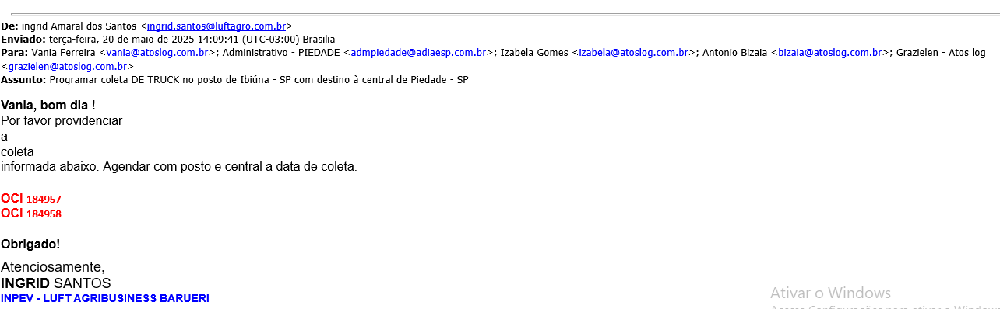 De: ingrid Amaral dos Santos <ingrid.santos@luftagro.com.br>
Enviado: terça-feira, 20 de maio de 2025 14:09:41 (UTC-03:00) Brasilia
Para: Vania Ferreira <vania@atoslog.com.br>; Administrativo - PIEDADE <admpiedade@adiaesp.com.br>; Izabela Gomes <izabela@atoslog.com.br>; Antonio Bizaia <bizaia@atoslog.com.br>; Grazielen - Atos log
<grazielen@atoslog.com.br>
Assunto: Programar coleta DE TRUCK no posto de Ibiúna - SP com destino à central de Piedade - SP
Vania, bom dia !
Por favor providenciar
a
coleta
informada abaixo. Agendar com posto e central a data de coleta.
OCI 184957
OCI 184958
Obrigado!
Atenciosamente,
INGRID SANTOS
INPEV - LUFT AGRIBUSINESS BARUERI
Ativar o Windows